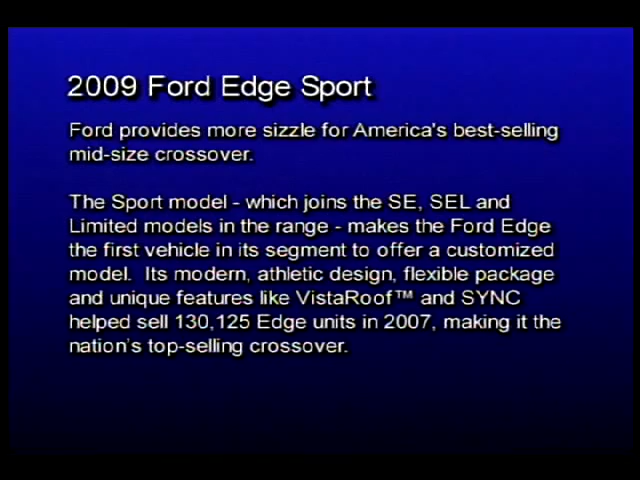 2009 Ford Edge Sport
Ford provides more sizzle for America's best-selling
mid-size crossover.
The Sport model - which joins the SE, SEL and
Limited models in the range - makes the Ford Edge
the first vehicle in its segment to offer a customized
model.  Its modern, athletic design, flexible package
and unique features like VistaRoof™ and SYNC
helped sell 130,125 Edge units in 2007, making it the
nation's top-selling crossover.